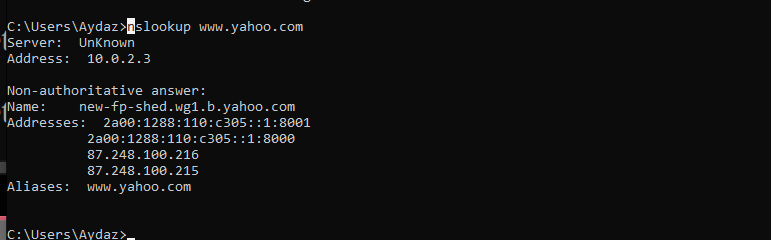 C:\Users\Aydaz>nslookup www.yahoo.com
Server:  UnKnown
Address:  10.0.2.3
Non-authoritative answer:
Name:    new-fp-shed.wg1.b.yahoo.com
Addresses:  2a00:1288:110:c305::1:8001
2a00:1288:110:c305::1:8000
87.248.100.216
87.248.100.215
Aliases:  www.yahoo.com
C:\Users\Aydaz>